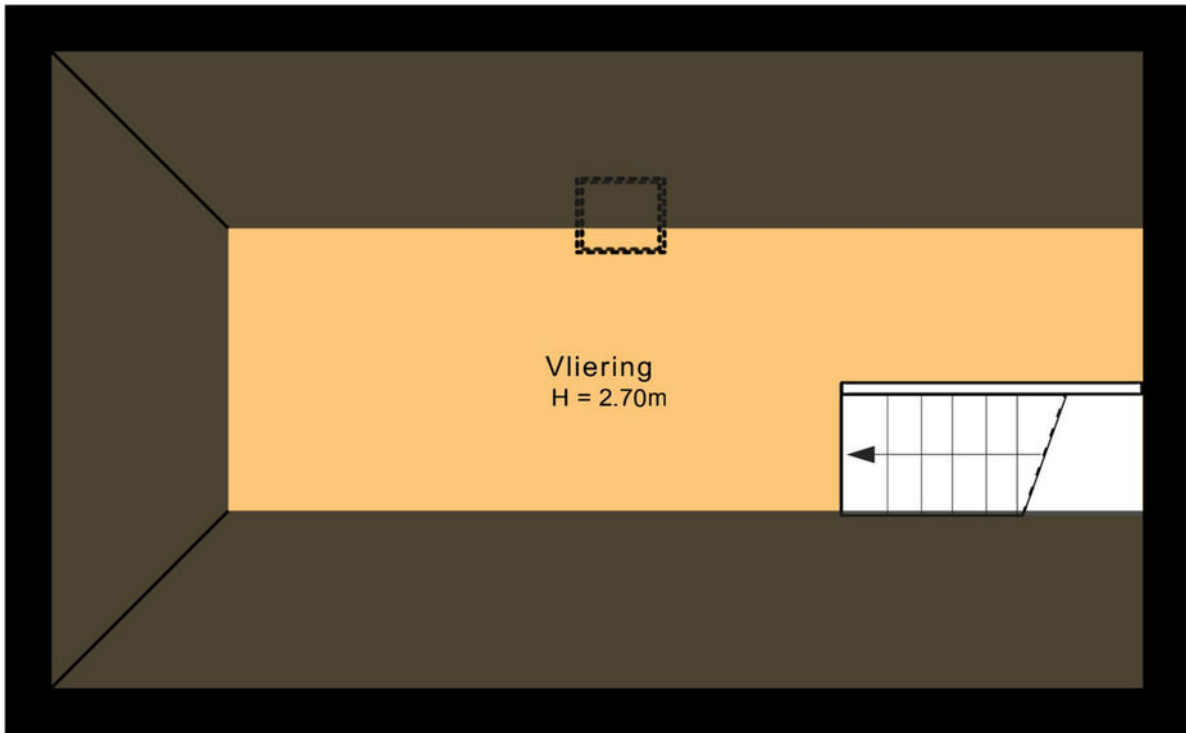 Vliering
H = 2.70m